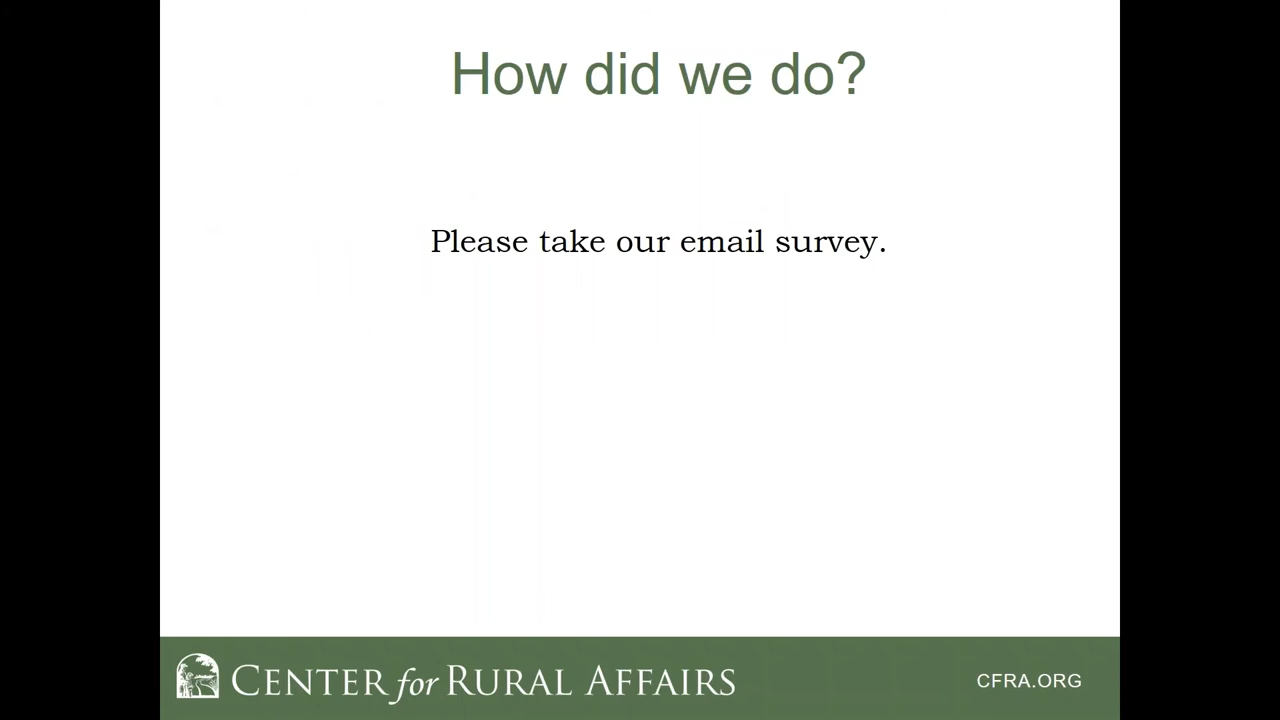 How did we do?
Please take our email survey.
CENTER for RURAL AFFAIRS
CFRA.ORG